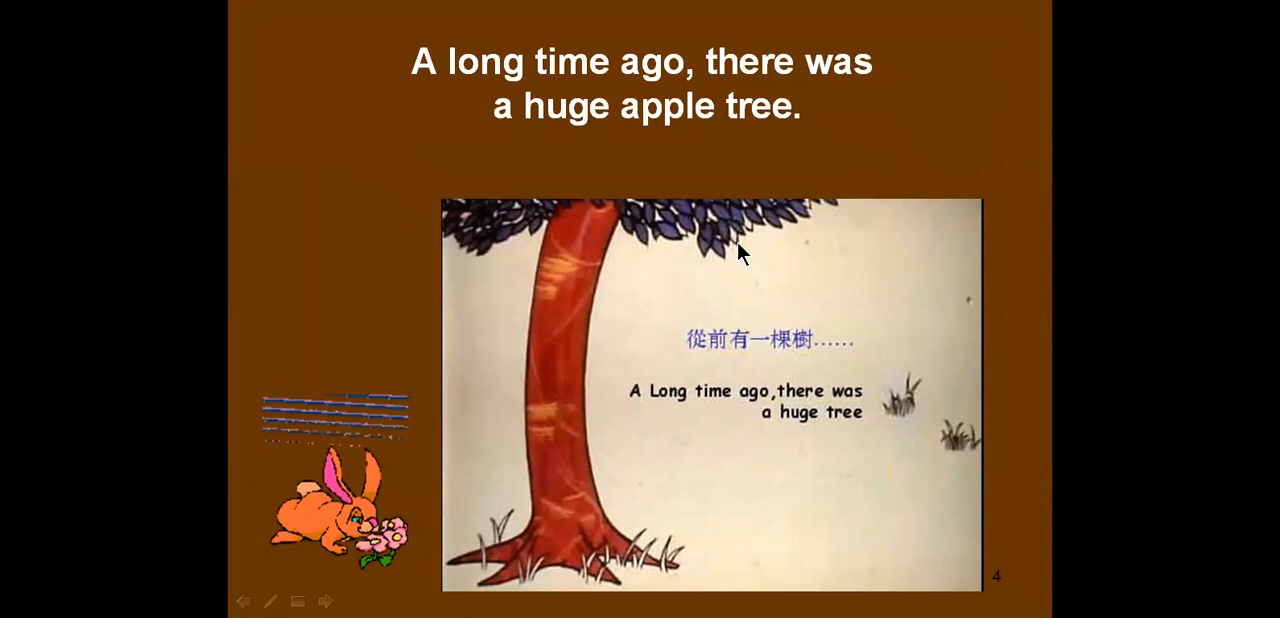 A long time ago, there was
a huge apple tree.
從前有一棵樹……
A Long time ago,there was
a huge tree
4